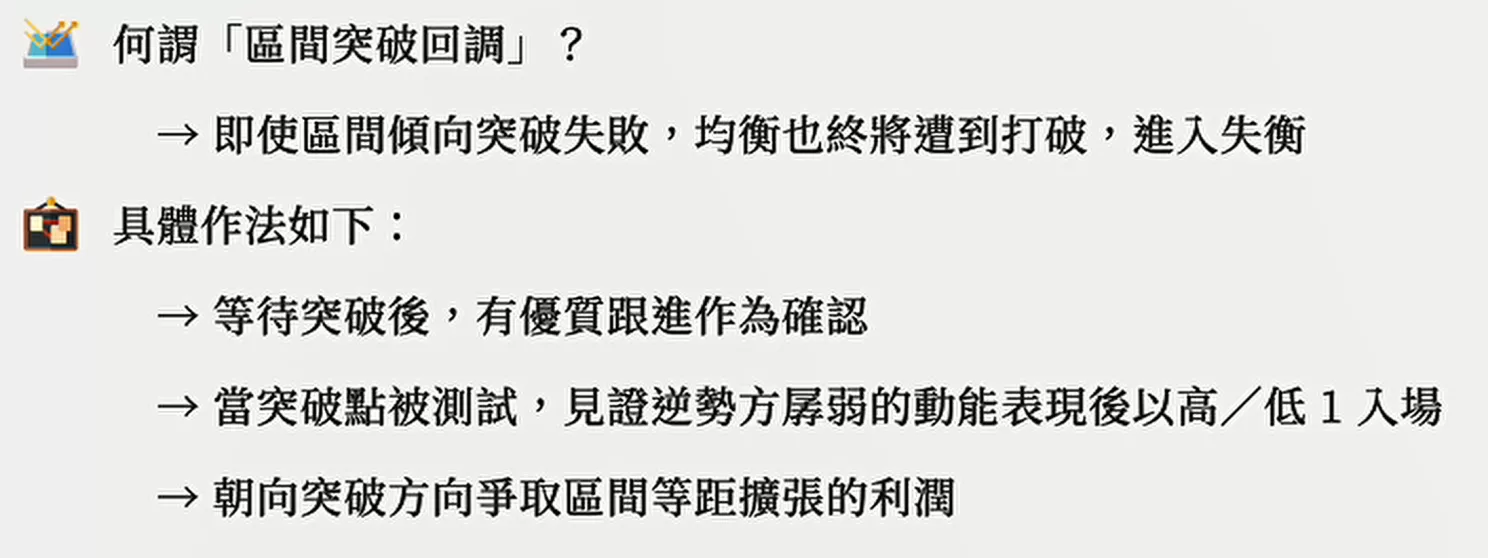 何謂「區間突破回調」？
→ 即使區間傾向突破失敗，均衡也終將遭到打破，進入失衡
具體作法如下：
→ 等待突破後，有優質跟進作為確認
→ 當突破點被測試，見證逆勢方孱弱的動能表現後以高／低 1 入場
→ 朝向突破方向爭取區間等距擴張的利潤